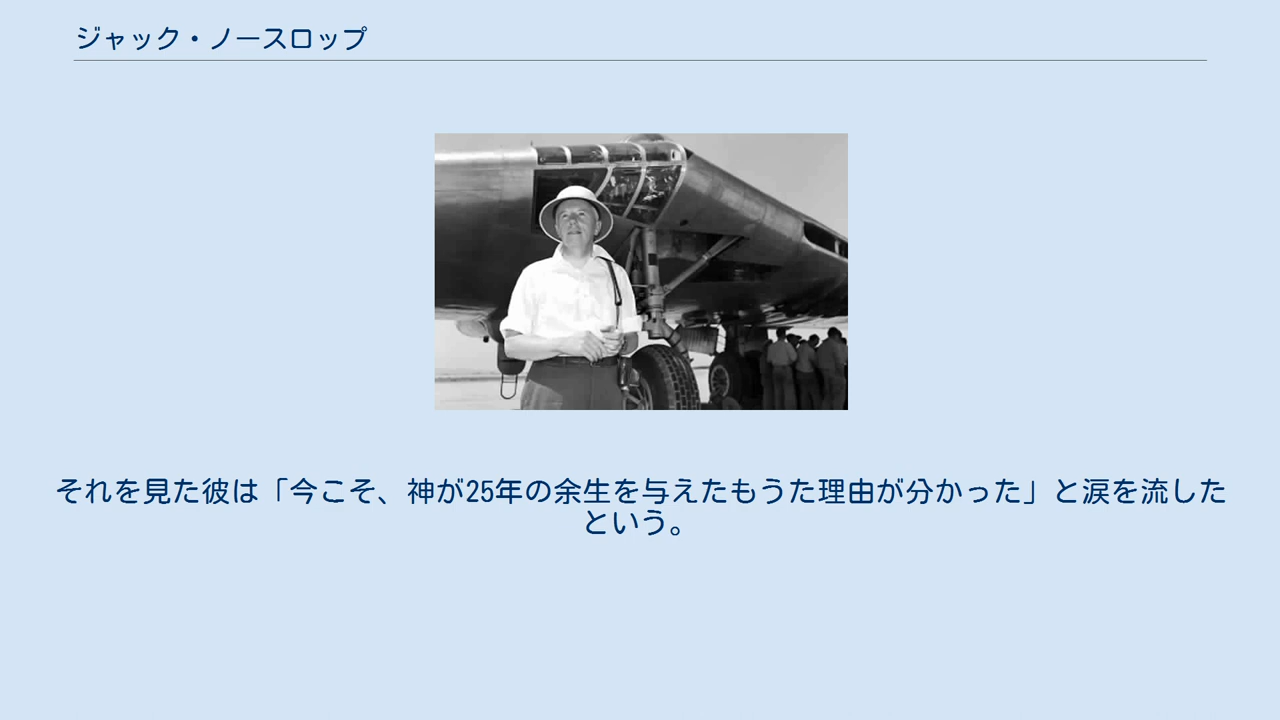 ジャック・ノースロップ
それを見た彼は「今こそ、神が25年の余生を与えたもうた理由が分かった」と涙を流した
という。